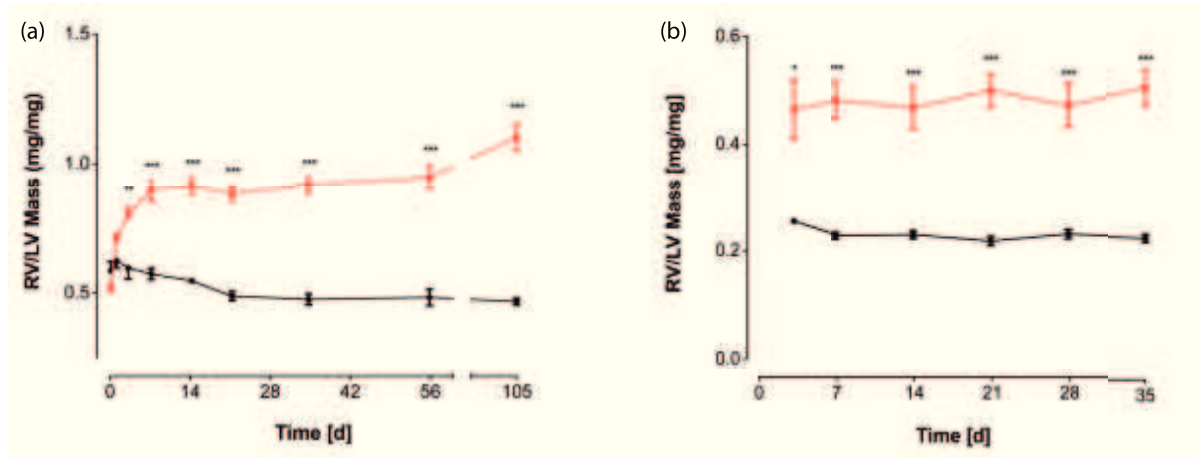 (a)
1.5
1.0
0.5
RV/LV Mass (mg/mg)
** *** *** *** *** *** ***
0 14 28 42 56 105
Time [d]
(b)
0.6
0.4
0.2
0.0
RV/LV Mass [mg/mg]
* *** *** *** *** ***
0 7 14 21 28 35
Time [d]